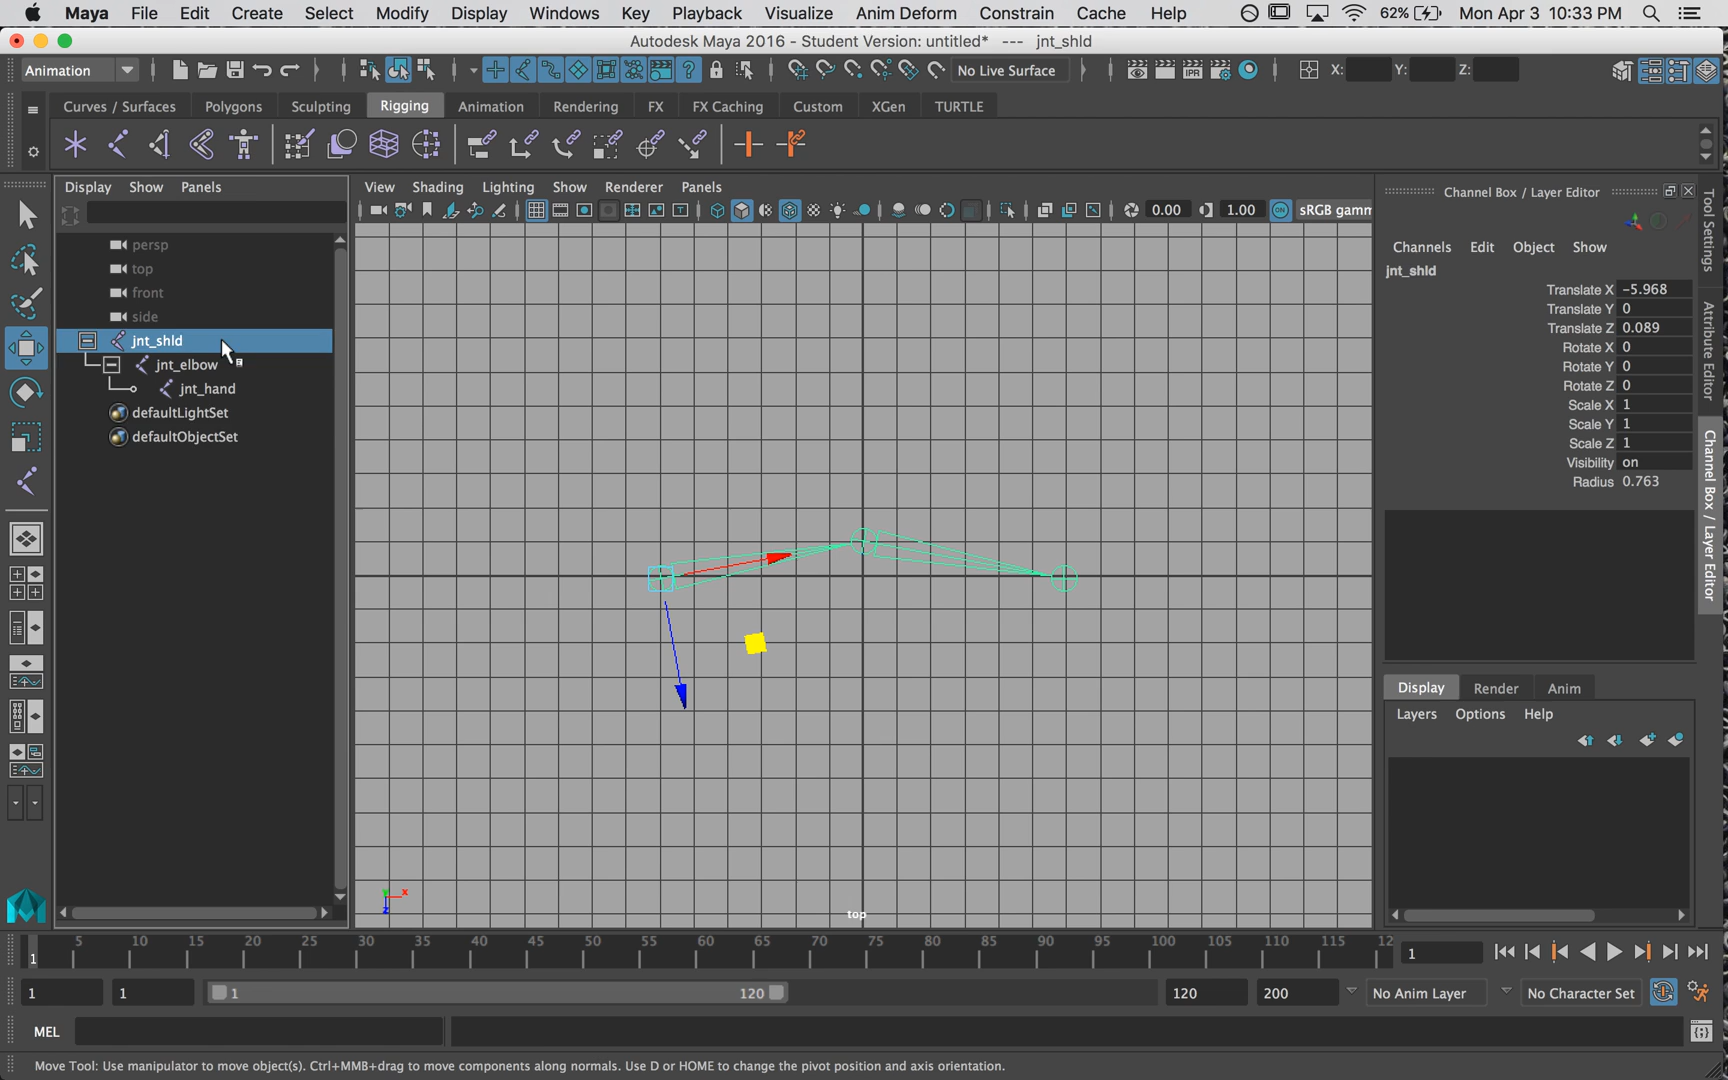 Maya File Edit Create Select Modify Display Windows Key Playback Visualize Anim Deform Constrain Cache Help 62% Mon Apr 3 10:33 PM
Autodesk Maya 2016 - Student Version: untitled* --- jnt_shld
Animation No Live Surface X: Y: Z:
Curves / Surfaces Polygons Sculpting Rigging Animation Rendering FX FX Caching Custom XGen TURTLE
Display Show Panels
View Shading Lighting Show Renderer Panels
0.00 1.00 ON sRGB gamm
persp
top
front
side
jnt_shld
jnt_elbow
jnt_hand
defaultLightSet
defaultObjectSet
y x
z
top
Channel Box / Layer Editor
Channels Edit Object Show
jnt_shld
Translate X -5.968
Translate Y 0
Translate Z 0.089
Rotate X 0
Rotate Y 0
Rotate Z 0
Scale X 1
Scale Y 1
Scale Z 1
Visibility on
Radius 0.763
Display Render Anim
Layers Options Help
Tool Settings
Attribute Editor
Channel Box / Layer Editor
5 10 15 20 25 30 35 40 45 50 55 60 65 70 75 80 85 90 95 100 105 110 115 12
1
1
1 1 1 120 120 200 No Anim Layer No Character Set
MEL
Move Tool: Use manipulator to move object(s). Ctrl+MMB+drag to move components along normals. Use D or HOME to change the pivot position and axis orientation.